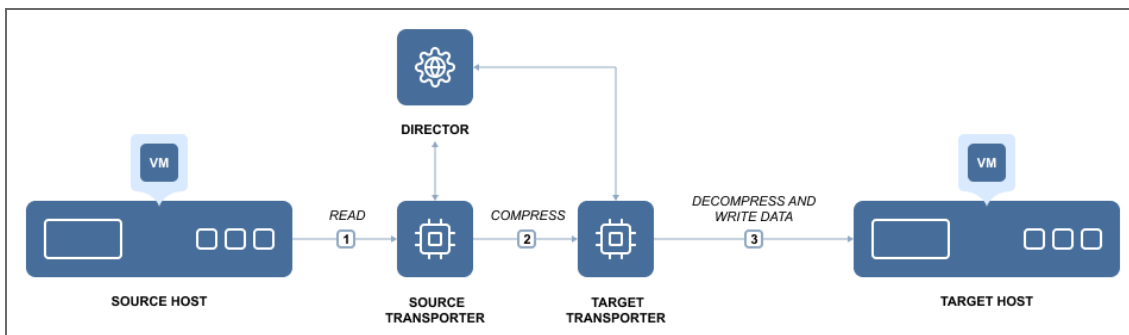 DIRECTOR
VM
VM
READ
1
COMPRESS
2
DECOMPRESS AND
WRITE DATA
3
SOURCE HOST
SOURCE
TRANSPORTER
TARGET
TRANSPORTER
TARGET HOST